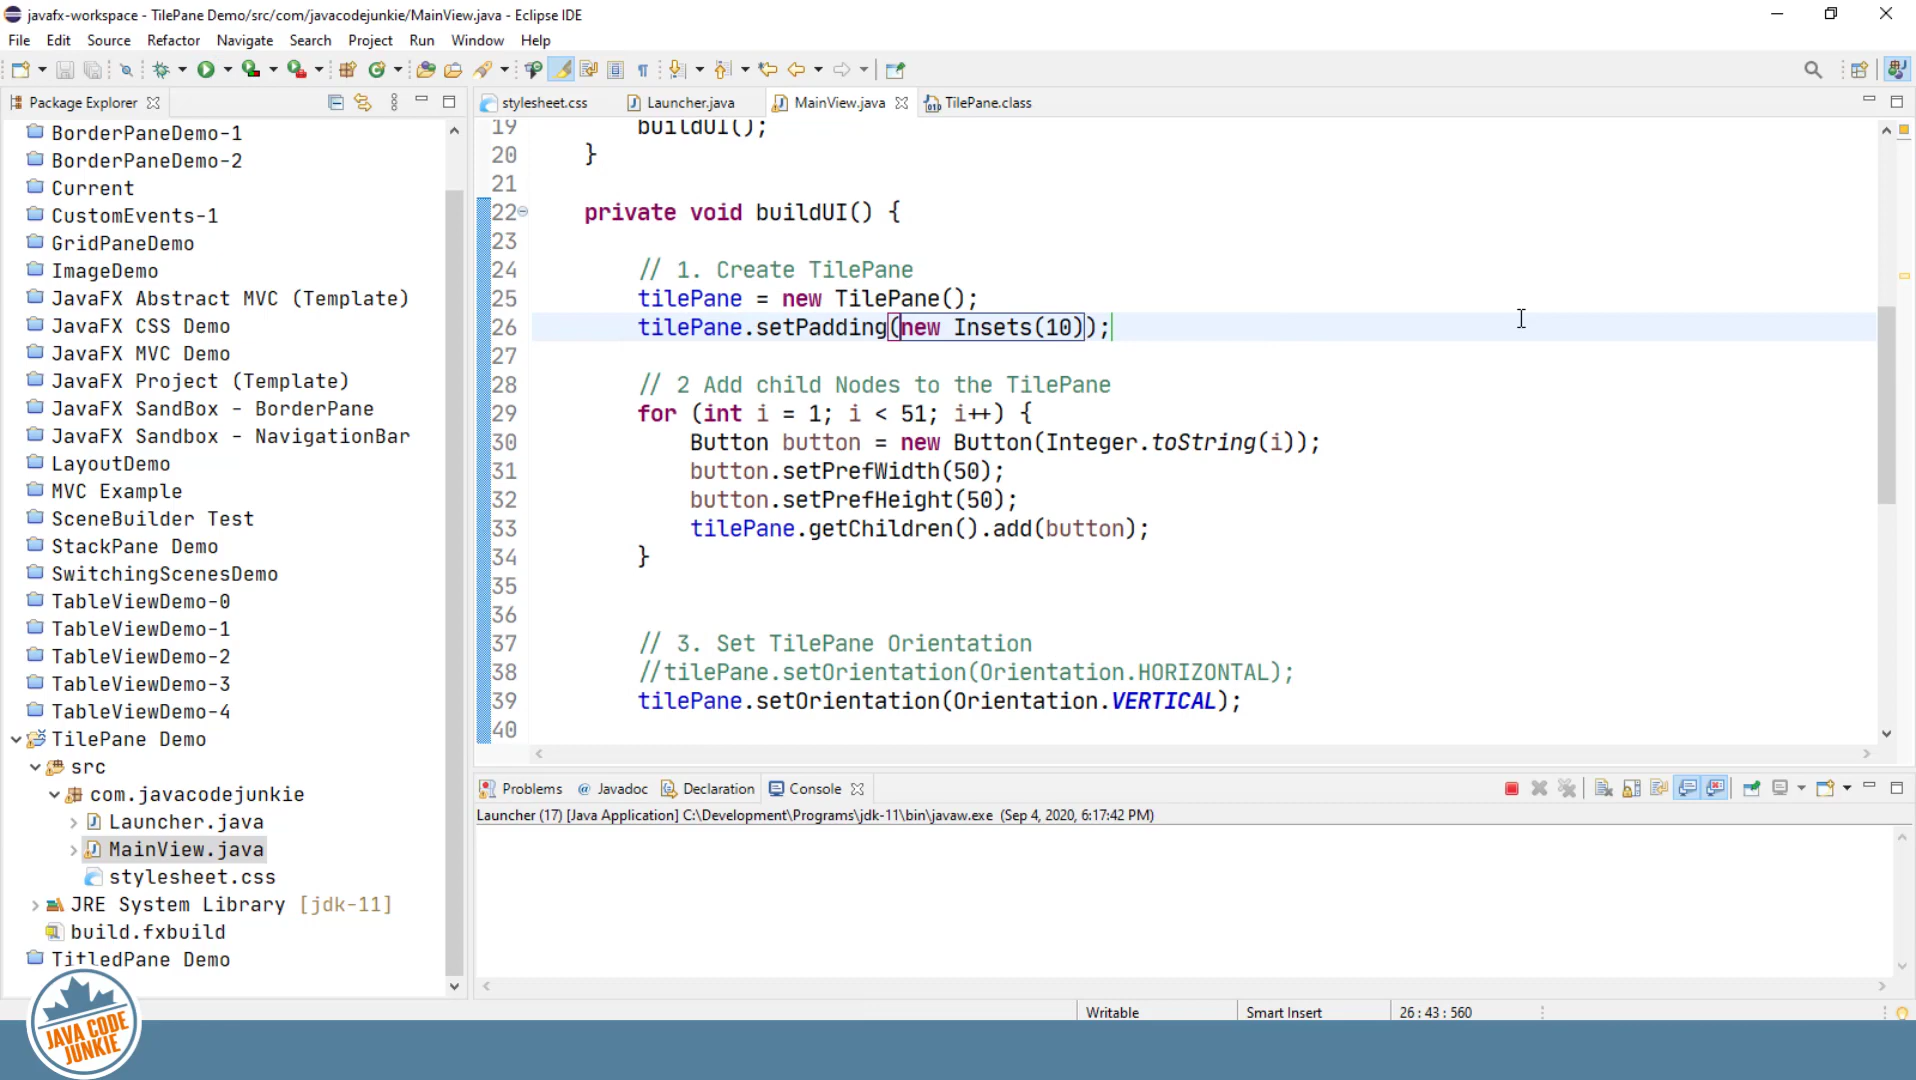 javafx-workspace - TilePane Demo/src/com/javacodejunkie/MainView.java - Eclipse IDE
File Edit Source Refactor Navigate Search Project Run Window Help
Package Explorer
BorderPaneDemo-1
BorderPaneDemo-2
Current
CustomEvents-1
GridPaneDemo
ImageDemo
JavaFX Abstract MVC (Template)
JavaFX CSS Demo
JavaFX MVC Demo
JavaFX Project (Template)
JavaFX SandBox - BorderPane
JavaFX Sandbox - NavigationBar
LayoutDemo
MVC Example
SceneBuilder Test
StackPane Demo
SwitchingScenesDemo
TableViewDemo-0
TableViewDemo-1
TableViewDemo-2
TableViewDemo-3
TableViewDemo-4
TilePane Demo
src
com.javacodejunkie
Launcher.java
MainView.java
stylesheet.css
JRE System Library [jdk-11]
build.fxbuild
TitledPane Demo
stylesheet.css Launcher.java MainView.java TilePane.class
19 buildUI();
20 }
21
22 private void buildUI() {
23
24 // 1. Create TilePane
25 tilePane = new TilePane();
26 tilePane.setPadding(new Insets(10));
27
28 // 2 Add child Nodes to the TilePane
29 for (int i = 1; i < 51; i++) {
30 Button button = new Button(Integer.toString(i));
31 button.setPrefWidth(50);
32 button.setPrefHeight(50);
33 tilePane.getChildren().add(button);
34 }
35
36
37 // 3. Set TilePane Orientation
38 //tilePane.setOrientation(Orientation.HORIZONTAL);
39 tilePane.setOrientation(Orientation.VERTICAL);
40
Problems @ Javadoc Declaration Console
Launcher (17) [Java Application] C:\Development\Programs\jdk-11\bin\javaw.exe (Sep 4, 2020, 6:17:42 PM)
Writable Smart Insert 26 : 43 : 560
JAVA CODE
JUNKIE